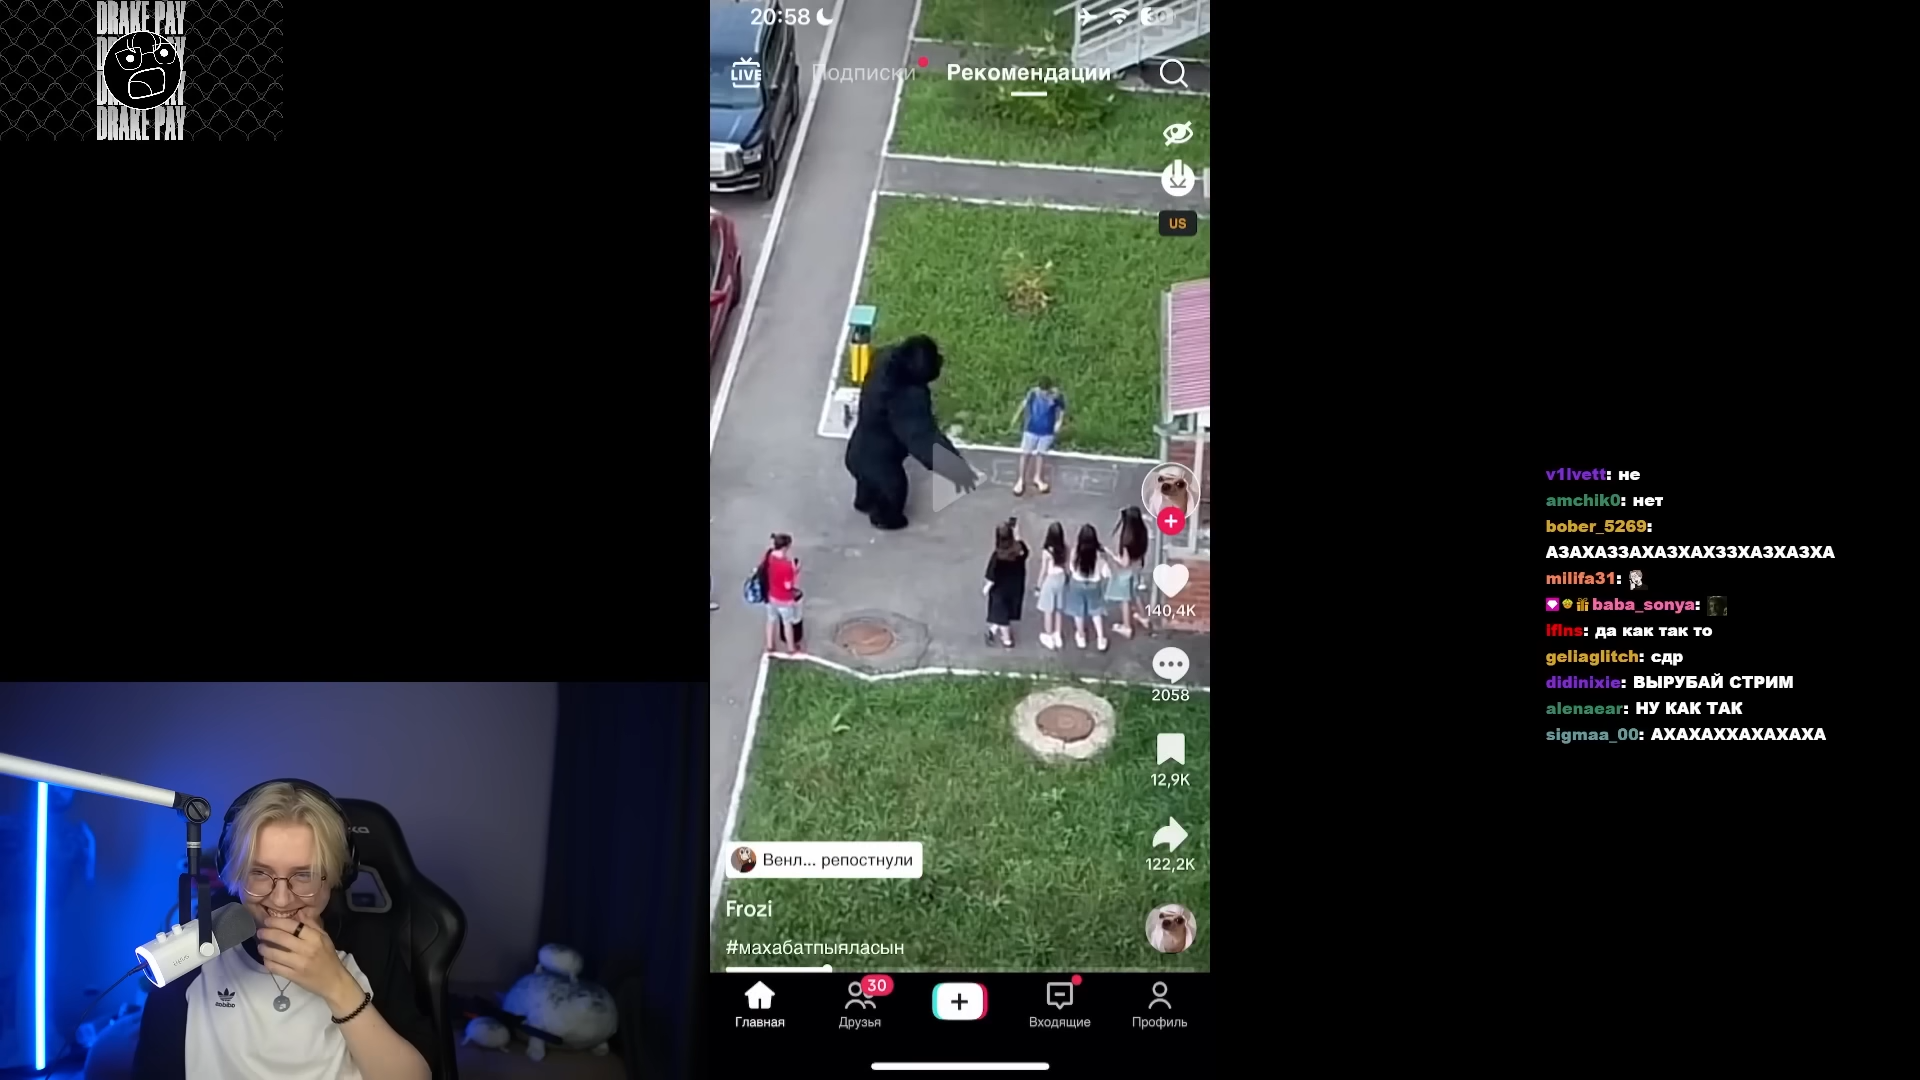 DRAKE PAY
DRAKE PAY
20:58
LIVE
Подписки
Рекомендации
US
140,4K
2058
12,9K
122,2K
Венл... репостнули
Frozi
#махабатпыяласын
30
Главная
Друзья
Входящие
Профиль
v1lvett: не
amchik0: нет
bober_5269:
АЗАХАЗЗАХАЗХАХЗЗХАЗХАЗХА
milifa31:
baba_sonya:
iflns: да как так то
geliaglitch: сдр
didinixie: ВЫРУБАЙ СТРИМ
alenaear: НУ КАК ТАК
sigmaa_00: АХАХАХХАХАХАХА